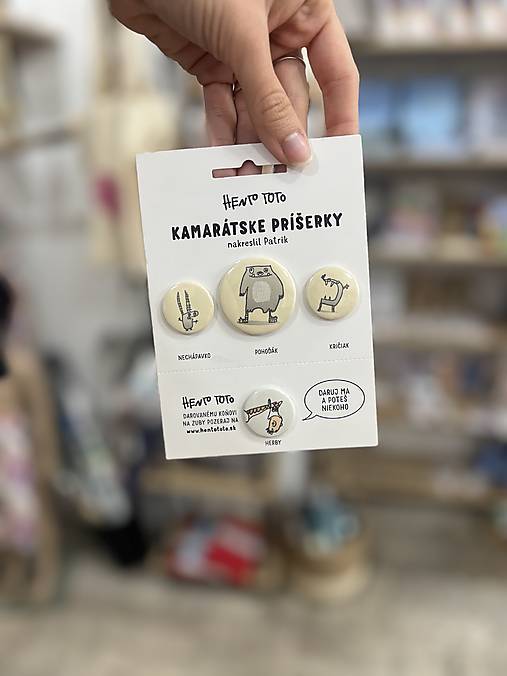 HENTO TOTO
KAMARÁTSKE PRÍŠERKY
nakreslil Patrik
NECHÁPAVKO
POHOĎÁK
KRIČIAK
HENTO TOTO
DAROVANÉMU KOŇOVI
NA ZUBY POZERAJ NA
www.hentototo.sk
HERBY
DARUJ MA
A POTEŠ
NIEKOHO